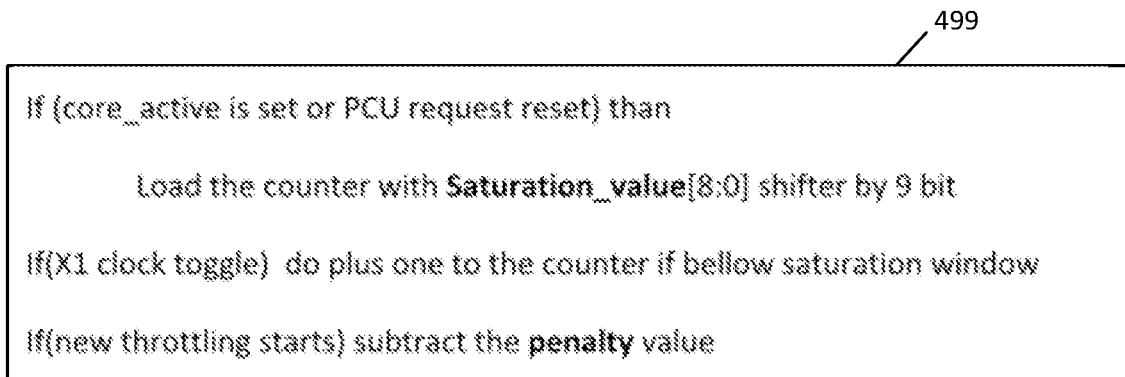 499
If (core_active is set or PCU request reset) than
Load the counter with Saturation_value[8:0] shifter by 9 bit
If(X1 clock toggle) do plus one to the counter if bellow saturation window
If(new throttling starts) subtract the penalty value